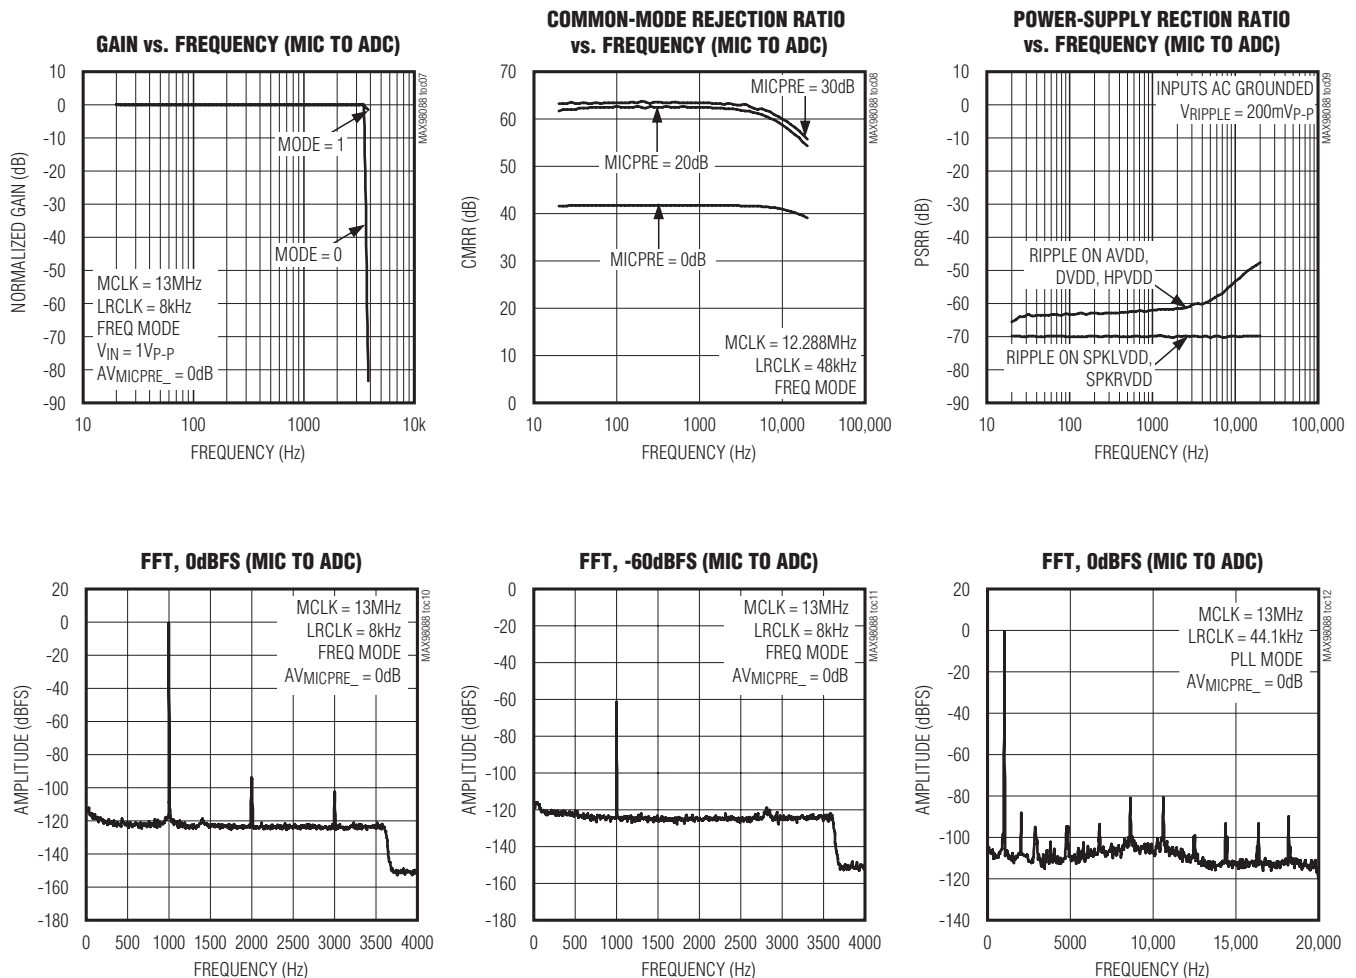 GAIN vs. FREQUENCY (MIC TO ADC)
MAX98088 toc07
NORMALIZED GAIN (dB)
10
0
-10
-20
-30
-40
-50
-60
-70
-80
-90
MODE = 1
MODE = 0
MCLK = 13MHz
LRCLK = 8kHz
FREQ MODE
VIN = 1VP-P
AVMICPRE_ = 0dB
10
100
1000
10k
FREQUENCY (Hz)
COMMON-MODE REJECTION RATIO
vs. FREQUENCY (MIC TO ADC)
MAX98088 toc08
CMRR (dB)
70
60
50
40
30
20
10
0
MICPRE = 30dB
MICPRE = 20dB
MICPRE = 0dB
MCLK = 12.288MHz
LRCLK = 48kHz
FREQ MODE
10
100
1000
10,000
100,000
FREQUENCY (Hz)
POWER-SUPPLY RECTION RATIO
vs. FREQUENCY (MIC TO ADC)
MAX98088 toc09
PSRR (dB)
10
0
-10
-20
-30
-40
-50
-60
-70
-80
-90
INPUTS AC GROUNDED
VRIPPLE = 200mVP-P
RIPPLE ON AVDD,
DVDD, HPVDD
RIPPLE ON SPKLVDD,
SPKRVDD
10
100
1000
10,000
100,000
FREQUENCY (Hz)
FFT, 0dBFS (MIC TO ADC)
MAX98088 toc10
AMPLITUDE (dBFS)
20
0
-20
-40
-60
-80
-100
-120
-140
-160
-180
MCLK = 13MHz
LRCLK = 8kHz
FREQ MODE
AVMICPRE_ = 0dB
0
500
1000
1500
2000
2500
3000
3500
4000
FREQUENCY (Hz)
FFT, -60dBFS (MIC TO ADC)
MAX98088 toc11
AMPLITUDE (dBFS)
0
-20
-40
-60
-80
-100
-120
-140
-160
-180
MCLK = 13MHz
LRCLK = 8kHz
FREQ MODE
AVMICPRE_ = 0dB
0
500
1000
1500
2000
2500
3000
3500
4000
FREQUENCY (Hz)
FFT, 0dBFS (MIC TO ADC)
MAX98088 toc12
AMPLITUDE (dBFS)
20
0
-20
-40
-60
-80
-100
-120
-140
MCLK = 13MHz
LRCLK = 44.1kHz
PLL MODE
AVMICPRE_ = 0dB
0
5000
10,000
15,000
20,000
FREQUENCY (Hz)